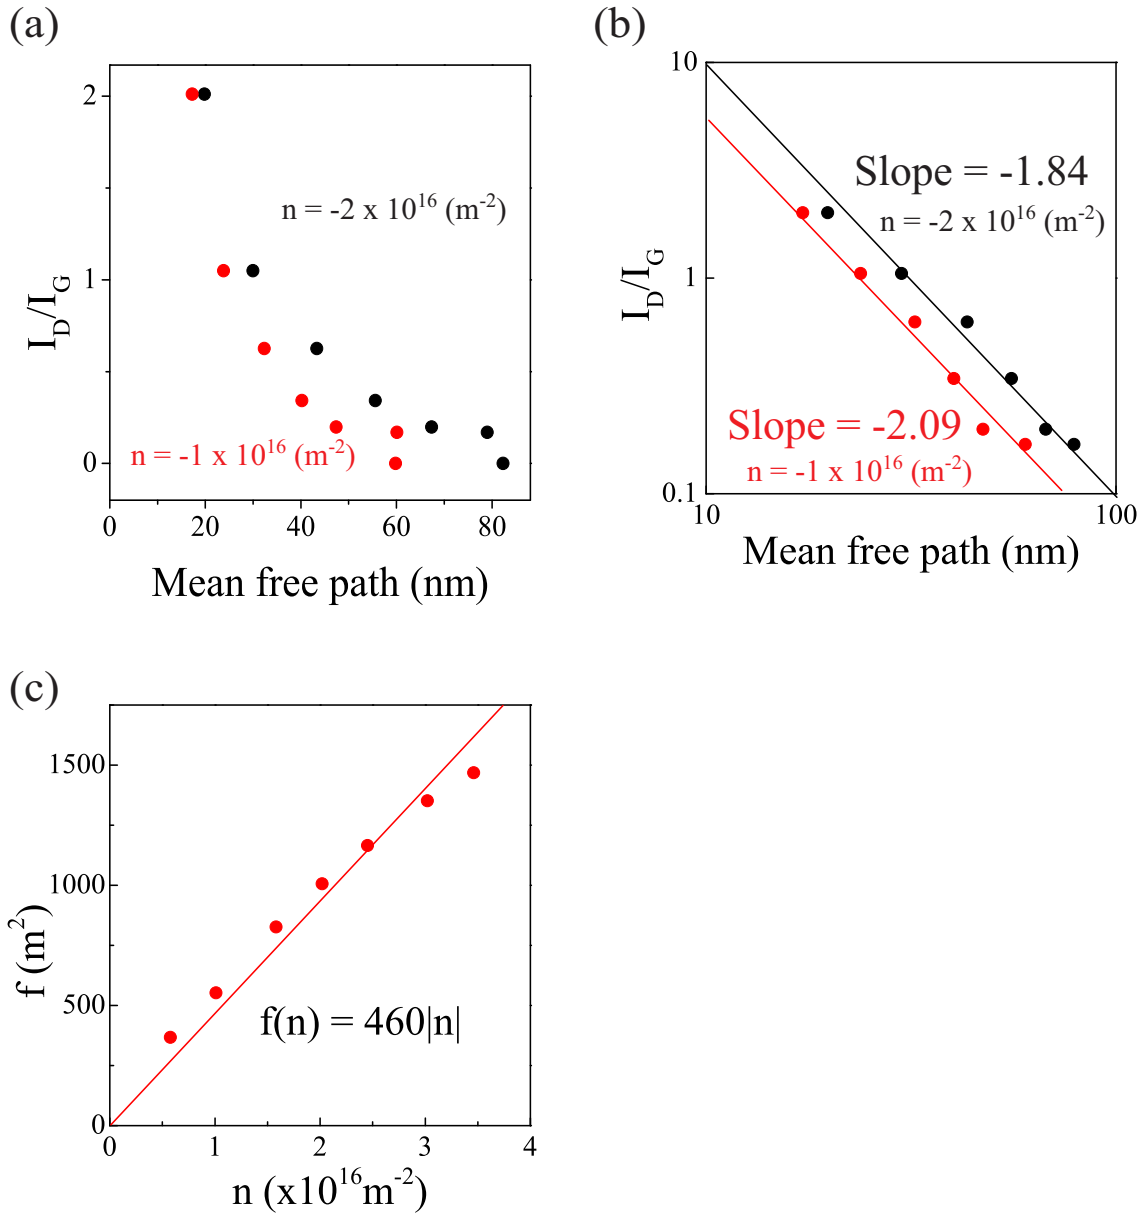 (a)
2
1
0
I_D/I_G
n = -2 x 10^16 (m^-2)
n = -1 x 10^16 (m^-2)
0 20 40 60 80
Mean free path (nm)
(b)
10
1
0.1
I_D/I_G
Slope = -1.84
n = -2 x 10^16 (m^-2)
Slope = -2.09
n = -1 x 10^16 (m^-2)
10 100
Mean free path (nm)
(c)
1500
1000
500
0
f (m^2)
f(n) = 460|n|
0 1 2 3 4
n (x10^16m^-2)